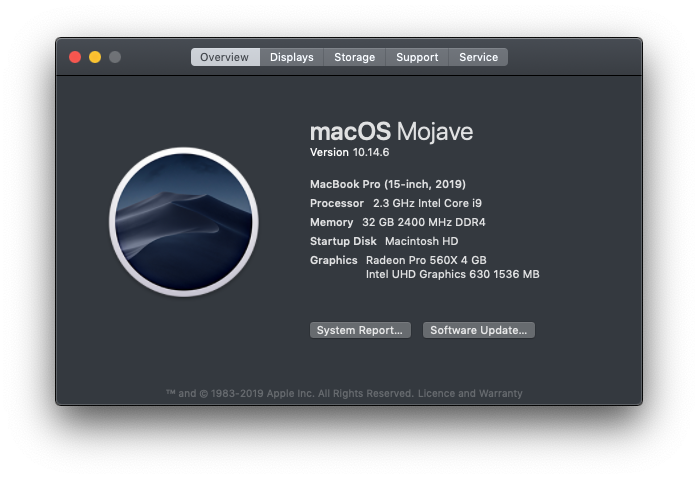 Overview Displays Storage Support Service
macOS Mojave
Version 10.14.6
MacBook Pro (15-inch, 2019)
Processor 2.3 GHz Intel Core i9
Memory 32 GB 2400 MHz DDR4
Startup Disk Macintosh HD
Graphics Radeon Pro 560X 4 GB
Intel UHD Graphics 630 1536 MB
System Report... Software Update...
™ and © 1983-2019 Apple Inc. All Rights Reserved. Licence and Warranty